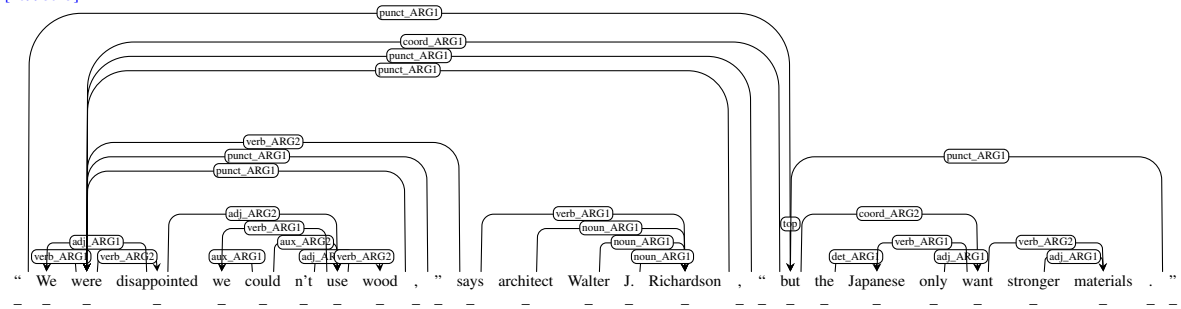 punct_ARG1
coord_ARG1
punct_ARG1
punct_ARG1
verb_ARG2
punct_ARG1
punct_ARG1
punct_ARG1
adj_ARG2
verb_ARG1
noun_ARG1
top
coord_ARG2
verb_ARG1
adj_ARG1
aux_ARG2
noun_ARG1
verb_ARG1
verb_ARG2
verb_ARG1
verb_ARG2
aux_ARG1
verb_ARG2
noun_ARG1
det_ARG1
adj_ARG1
adj_ARG1
“ We were disappointed we could n't use wood , ” says architect Walter J. Richardson , “ but the Japanese only want stronger materials . ”
_ _ _ _ _ _ _ _ _ _ _ _ _ _ _ _ _ _ _ _ _ _ _ _ _ _ _